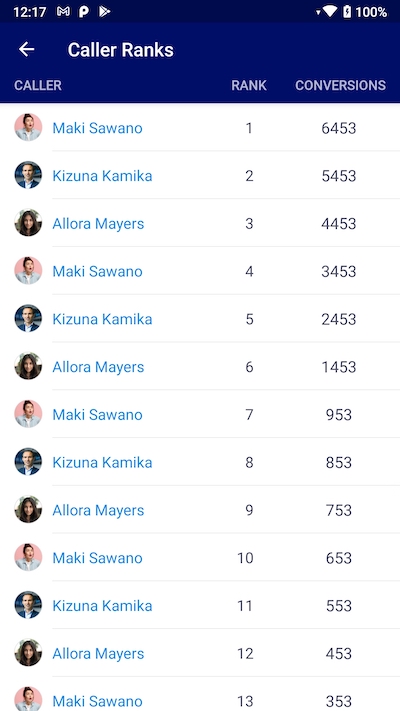 12:17 100%
Caller Ranks
CALLER RANK CONVERSIONS
Maki Sawano 1 6453
Kizuna Kamika 2 5453
Allora Mayers 3 4453
Maki Sawano 4 3453
Kizuna Kamika 5 2453
Allora Mayers 6 1453
Maki Sawano 7 953
Kizuna Kamika 8 853
Allora Mayers 9 753
Maki Sawano 10 653
Kizuna Kamika 11 553
Allora Mayers 12 453
Maki Sawano 13 353